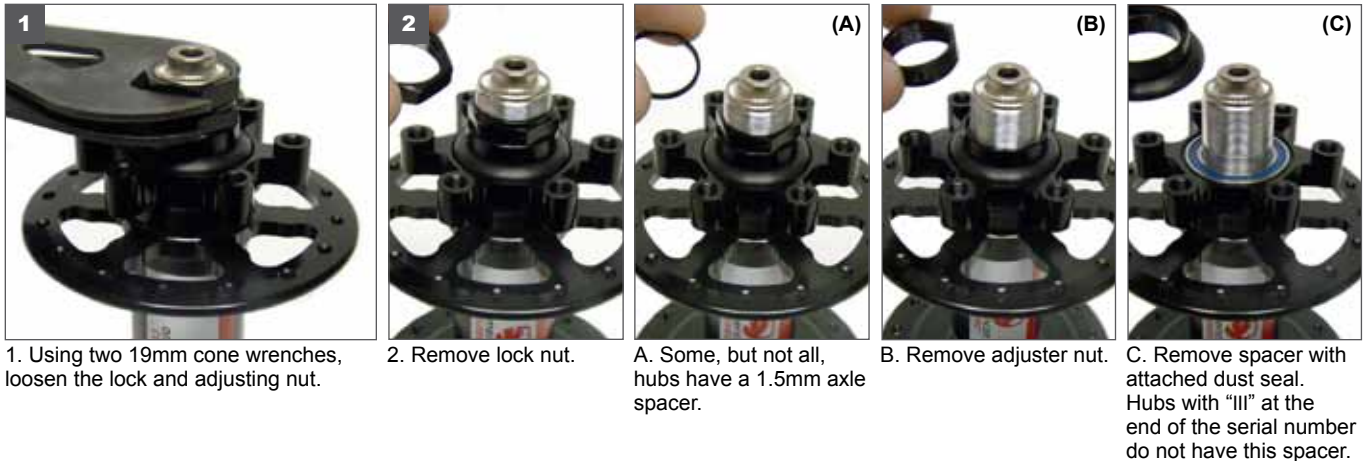 1
2
(A)
(B)
(C)
1. Using two 19mm cone wrenches,
loosen the lock and adjusting nut.
2. Remove lock nut.
A. Some, but not all,
hubs have a 1.5mm axle
spacer.
B. Remove adjuster nut.
C. Remove spacer with
attached dust seal.
Hubs with “III” at the
end of the serial number
do not have this spacer.